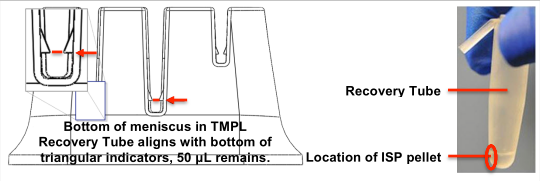 Bottom of meniscus in TMPL
Recovery Tube aligns with bottom of
triangular indicators, 50 µL remains.
Recovery Tube
Location of ISP pellet